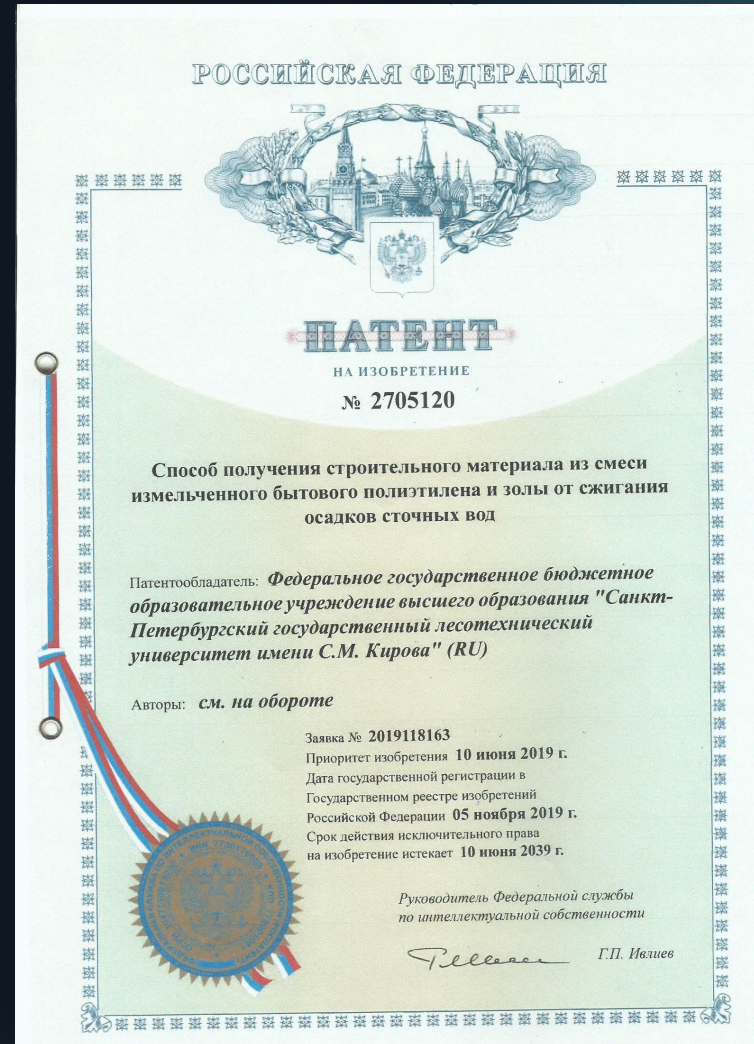 РОССИЙСКАЯ ФЕДЕРАЦИЯ
ПАТЕНТ
НА ИЗОБРЕТЕНИЕ
№ 2705120
Способ получения строительного материала из смеси
измельченного бытового полиэтилена и золы от сжигания
осадков сточных вод
Патентообладатель: Федеральное государственное бюджетное
образовательное учреждение высшего образования "Санкт-
Петербургский государственный лесотехнический
университет имени С.М. Кирова" (RU)
Авторы: см. на обороте
Заявка № 2019118163
Приоритет изобретения 10 июня 2019 г.
Дата государственной регистрации в
Государственном реестре изобретений
Российской Федерации 05 ноября 2019 г.
Срок действия исключительного права
на изобретение истекает 10 июня 2039 г.
Руководитель Федеральной службы
по интеллектуальной собственности
Г.П. Ивлиев